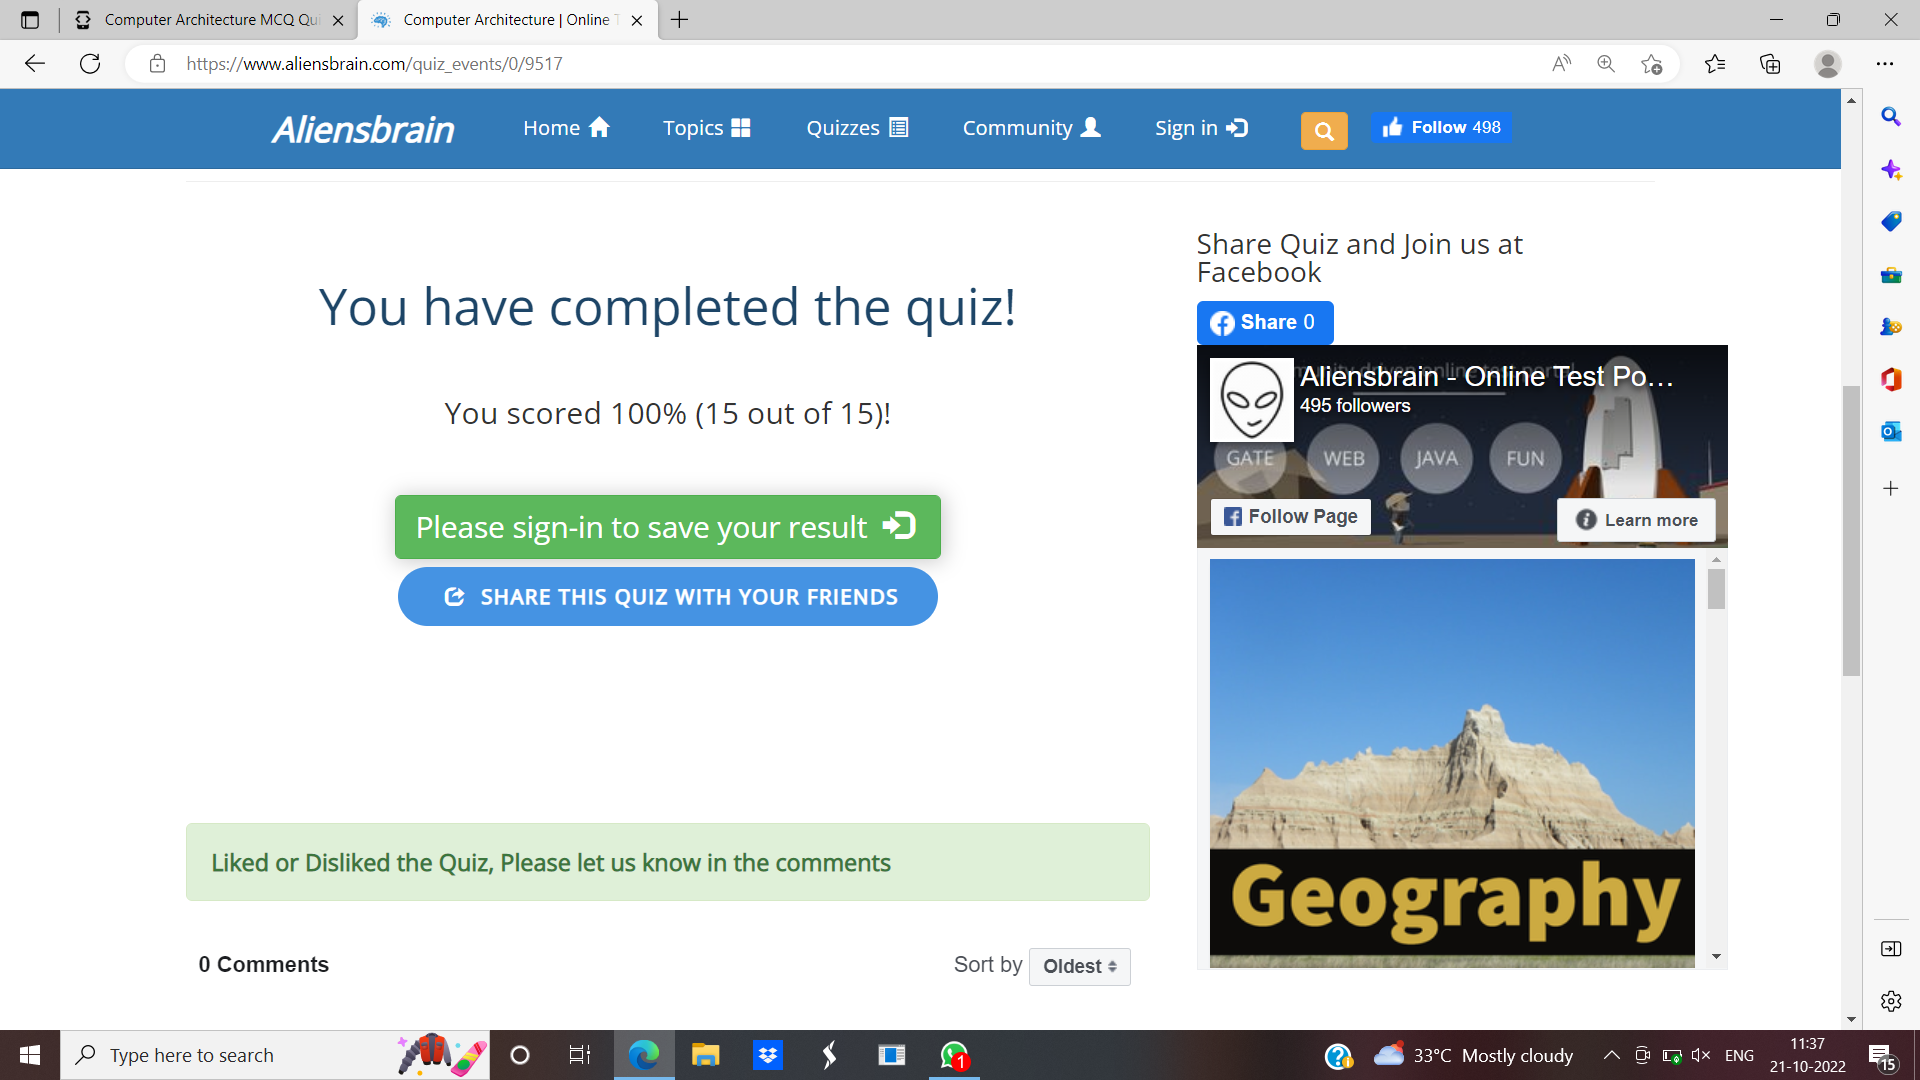 Computer Architecture MCQ Qu
Computer Architecture | Online T
https://www.aliensbrain.com/quiz_events/0/9517
Aliensbrain
Home
Topics
Quizzes
Community
Sign in
Follow 498
You have completed the quiz!
You scored 100% (15 out of 15)!
Please sign-in to save your result
SHARE THIS QUIZ WITH YOUR FRIENDS
Liked or Disliked the Quiz, Please let us know in the comments
0 Comments
Sort by Oldest
Share Quiz and Join us at
Facebook
Share 0
Aliensbrain - Online Test Po...
495 followers
GATE WEB JAVA FUN
Follow Page
Learn more
Geography
Type here to search
1
33°C Mostly cloudy
ENG
11:37
21-10-2022
15